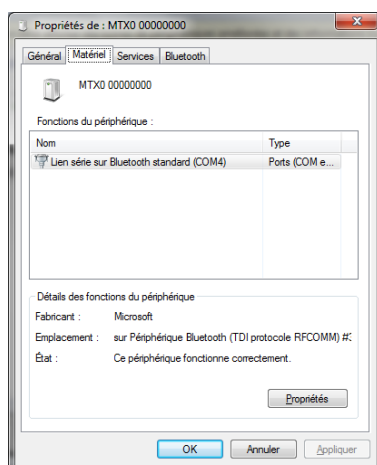 Propriétés de : MTX0 00000000
Général Matériel Services Bluetooth
MTX0 00000000
Fonctions du périphérique :
Nom Type
Lien série sur Bluetooth standard (COM4) Ports (COM e...
Détails des fonctions du périphérique
Fabricant : Microsoft
Emplacement : sur Périphérique Bluetooth (TDI protocole RFCOMM) #
État : Ce périphérique fonctionne correctement.
Propriétés
OK Annuler Appliquer